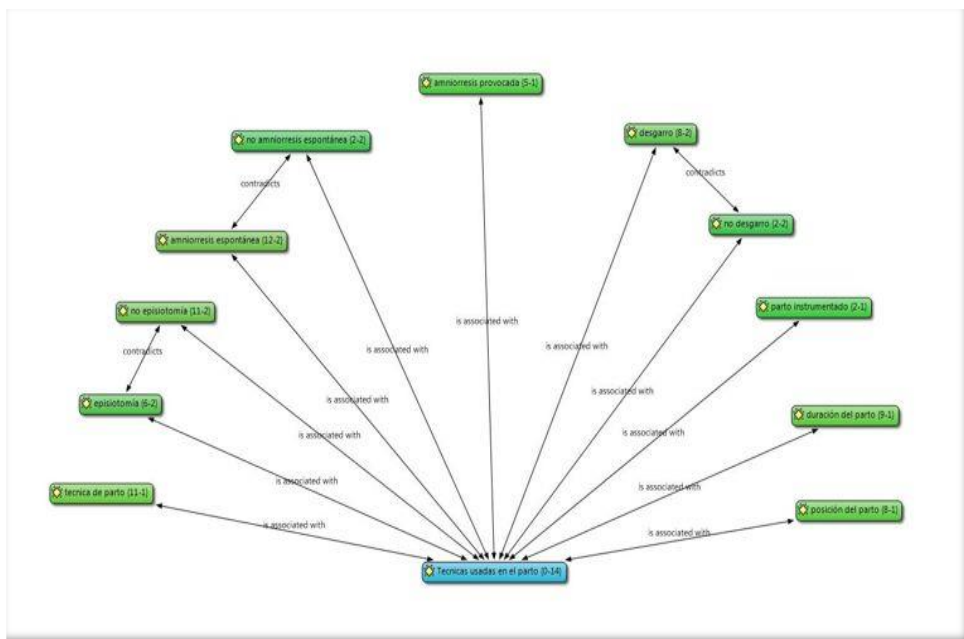 amniorresis provocada {5-1}
no amniorresis espontánea {2-2}
desgarro {8-2}
contradicts
contradicts
no desgarro {2-2}
amniorresis espontánea {12-2}
no episiotomía {11-2}
parto instrumentado {2-1}
is associated with
is associated with
is associated with
contradicts
is associated with
is associated with
episiotomía {6-2}
duración del parto {9-1}
is associated with
is associated with
is associated with
is associated with
tecnica de parto {11-1}
posición del parto {8-1}
is associated with
is associated with
Tecnicas usadas en el parto {0-14}